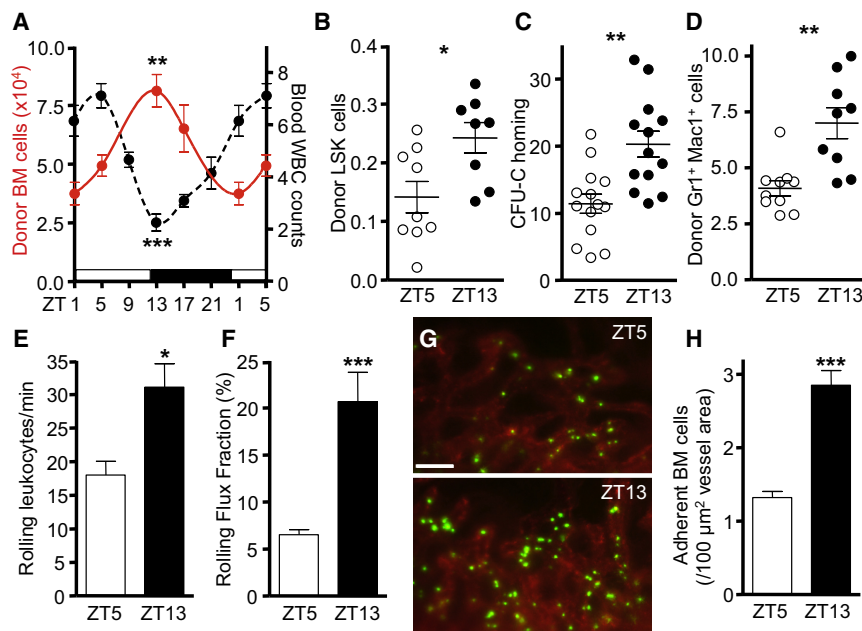 A
Donor BM cells (x10⁴)
10.0
7.5
5.0
2.5
0.0
**
***
8
6
4
2
0
Blood WBC counts
ZT 1 5 9 13 17 21 1 5
B
Donor LSK cells
0.4
0.3
0.2
0.1
0.0
*
ZT5 ZT13
C
CFU-C homing
30
20
10
0
**
ZT5 ZT13
D
Donor Gr1⁺ Mac1⁺ cells
10.0
7.5
5.0
2.5
0.0
**
ZT5 ZT13
E
Rolling leukocytes/min
35
30
25
20
15
10
5
0
*
ZT5 ZT13
F
Rolling Flux Fraction (%)
25
20
15
10
5
0
***
ZT5 ZT13
G
ZT5
ZT13
H
Adherent BM cells
(/100 µm² vessel area)
3
2
1
0
***
ZT5 ZT13